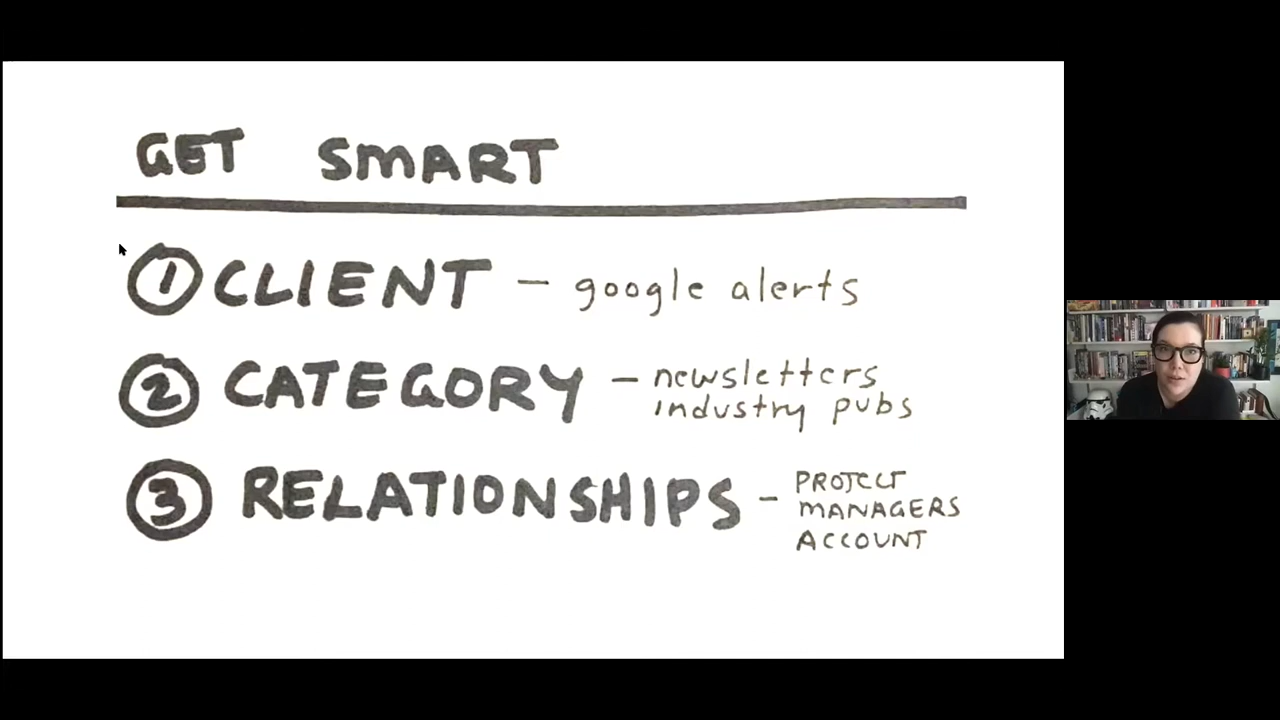 GET SMART
1 CLIENT - google alerts
2 CATEGORY - newsletters
industry pubs
3 RELATIONSHIPS - PROJECT
MANAGERS
ACCOUNT